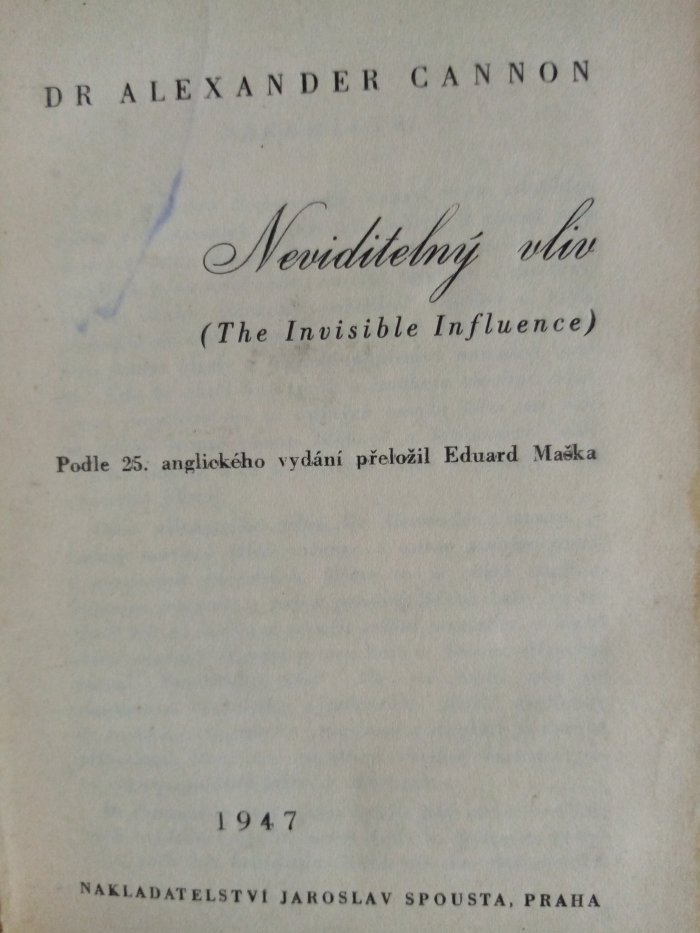 DR ALEXANDER CANNON
Neviditelný vliv
(The Invisible Influence)
Podle 25. anglického vydání přeložil Eduard Maška
1947
NAKLADATELSTVÍ JAROSLAV SPOUSTA, PRAHA